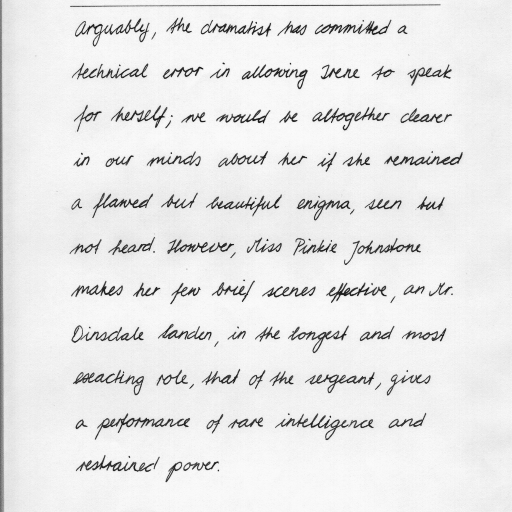 Arguably, the dramatist has committed a
technical error in allowing Irene to speak
for herself; we would be altogether clearer
in our minds about her if she remained
a flawed but beautiful enigma, seen but
not heard. However, Miss Pinkie Johnstone
makes her few brief scenes effective, an Mr.
Dinsdale Landen, in the longest and most
exacting role, that of the sergeant, gives
a performance of rare intelligence and
restrained power.